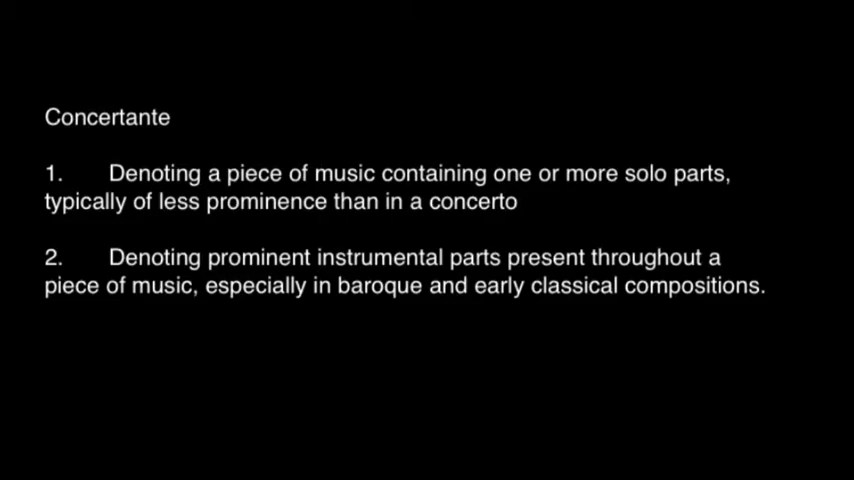 Concertante
1. Denoting a piece of music containing one or more solo parts,
typically of less prominence than in a concerto
2. Denoting prominent instrumental parts present throughout a
piece of music, especially in baroque and early classical compositions.